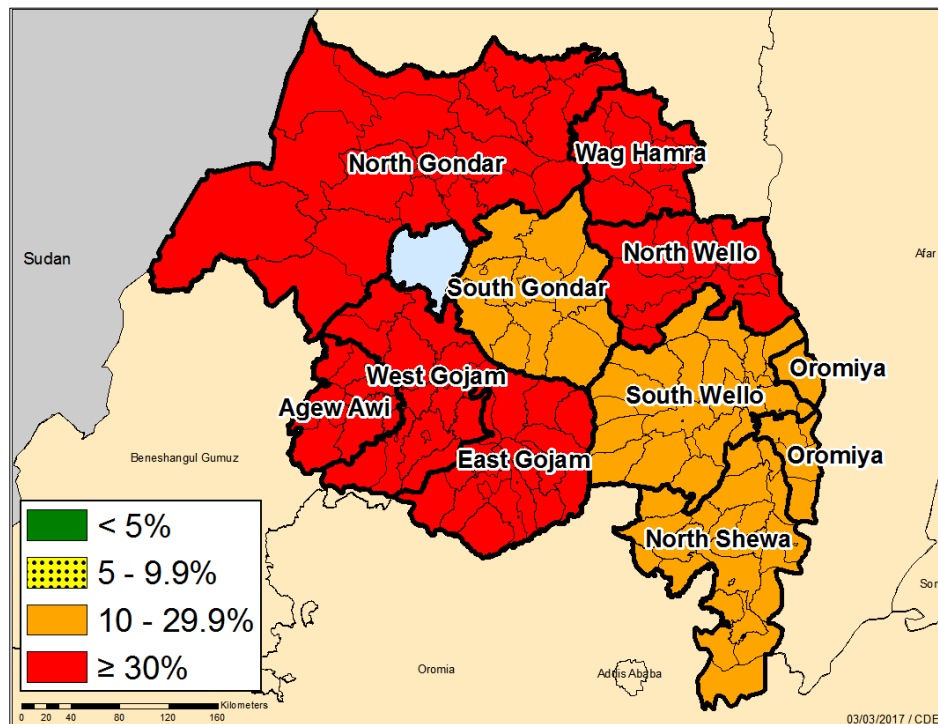 North Gondar
Wag Hamra
Sudan
North Wello
Afar
South Gondar
Oromiya
West Gojam
South Wello
Agew Awi
Oromiya
Beneshangul Gumuz
East Gojam
< 5%
5 - 9.9%
North Shewa
10 - 29.9%
≥ 30%
Oromia
Addis Ababa
Kilometers
0 10 20 40 80 120 160
03/03/2017 / CDE